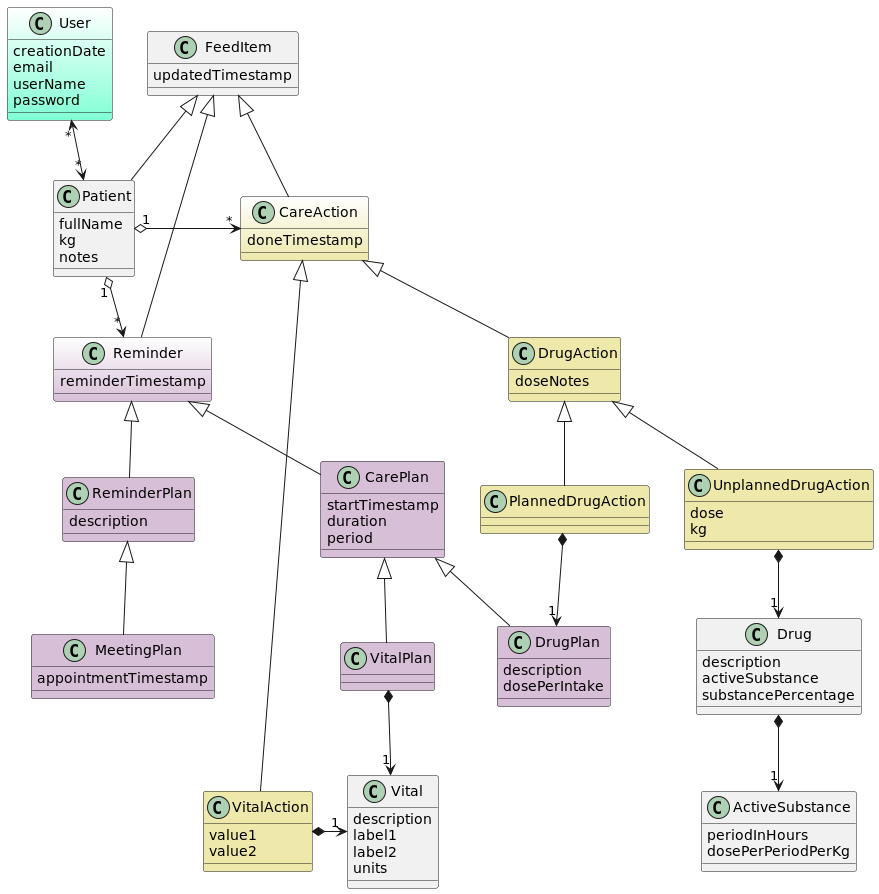 C User
creationDate
email
userName
password
C FeedItem
updatedTimestamp
*
*
C Patient
fullName
kg
notes
1
*
C CareAction
doneTimestamp
1
*
C Reminder
reminderTimestamp
C DrugAction
doseNotes
C ReminderPlan
description
C CarePlan
startTimestamp
duration
period
C PlannedDrugAction
C UnplannedDrugAction
dose
kg
1
1
C MeetingPlan
appointmentTimestamp
C VitalPlan
C DrugPlan
description
dosePerIntake
C Drug
description
activeSubstance
substancePercentage
1
1
C VitalAction
value1
value2
1
C Vital
description
label1
label2
units
C ActiveSubstance
periodInHours
dosePerPeriodPerKg